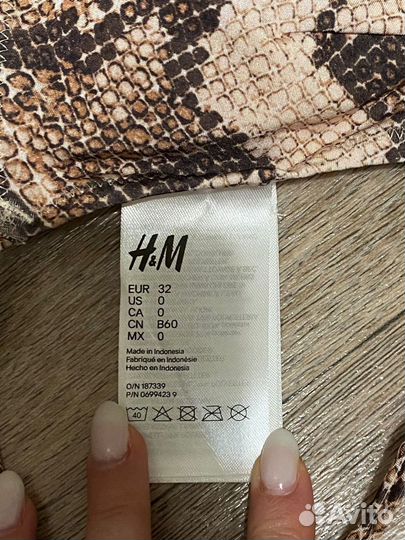 H&M
EUR 32
US 0
CA 0
CN B60
MX 0
Made in Indonesia
Fabriqué en Indonésie
Hecho en Indonesia
O/N 187339
P/N 0699423 9
40
Avito